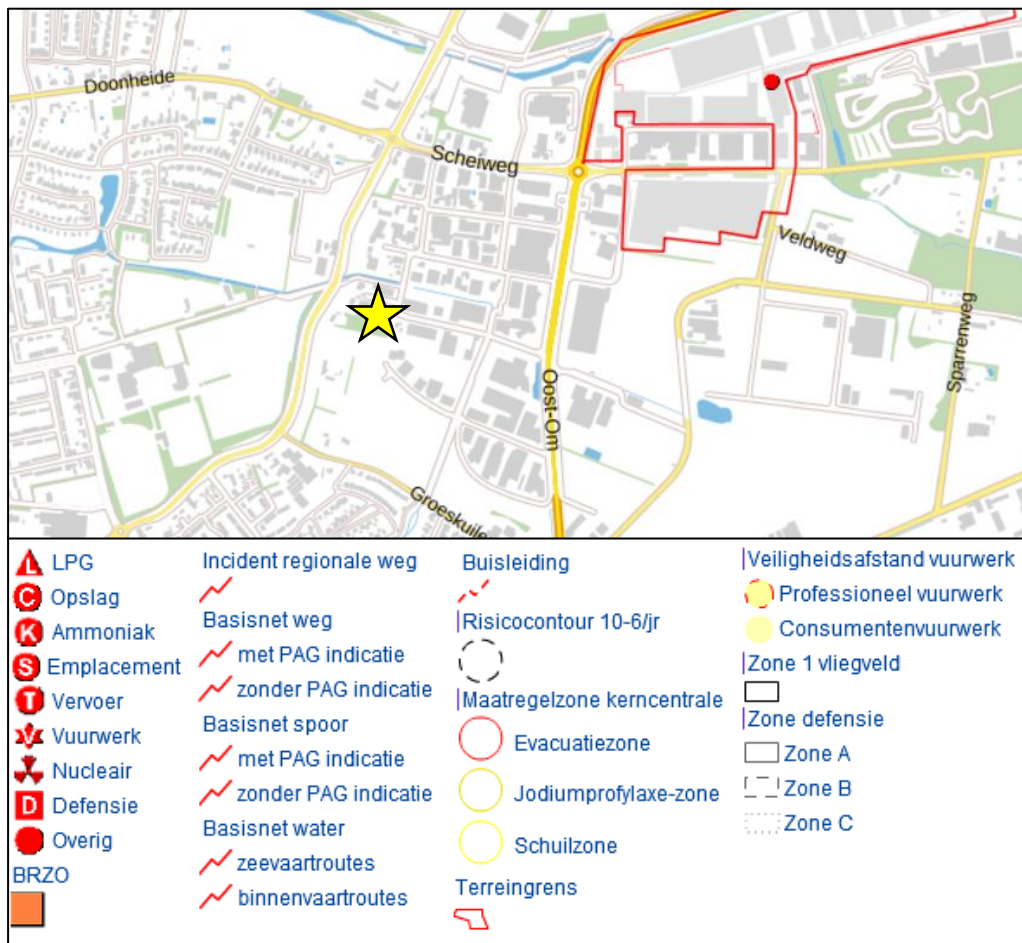 Doonheide
Scheiweg
Veldweg
Sparrenweg
Oost-Om
Groeskuilen
L LPG
C Opslag
K Ammoniak
S Emplacement
T Vervoer
V Vuurwerk
Nucleair
D Defensie
Overig
BRZO
Incident regionale weg
Basisnet weg
met PAG indicatie
zonder PAG indicatie
Basisnet spoor
met PAG indicatie
zonder PAG indicatie
Basisnet water
zeevaartroutes
binnenvaartroutes
Buisleiding
Risicocontour 10-6/jr
Maatregelzone kerncentrale
Evacuatiezone
Jodiumprofylaxe-zone
Schuilzone
Terreingrens
Veiligheidsafstand vuurwerk
Professioneel vuurwerk
Consumentenvuurwerk
Zone 1 vliegveld
Zone defensie
Zone A
Zone B
Zone C